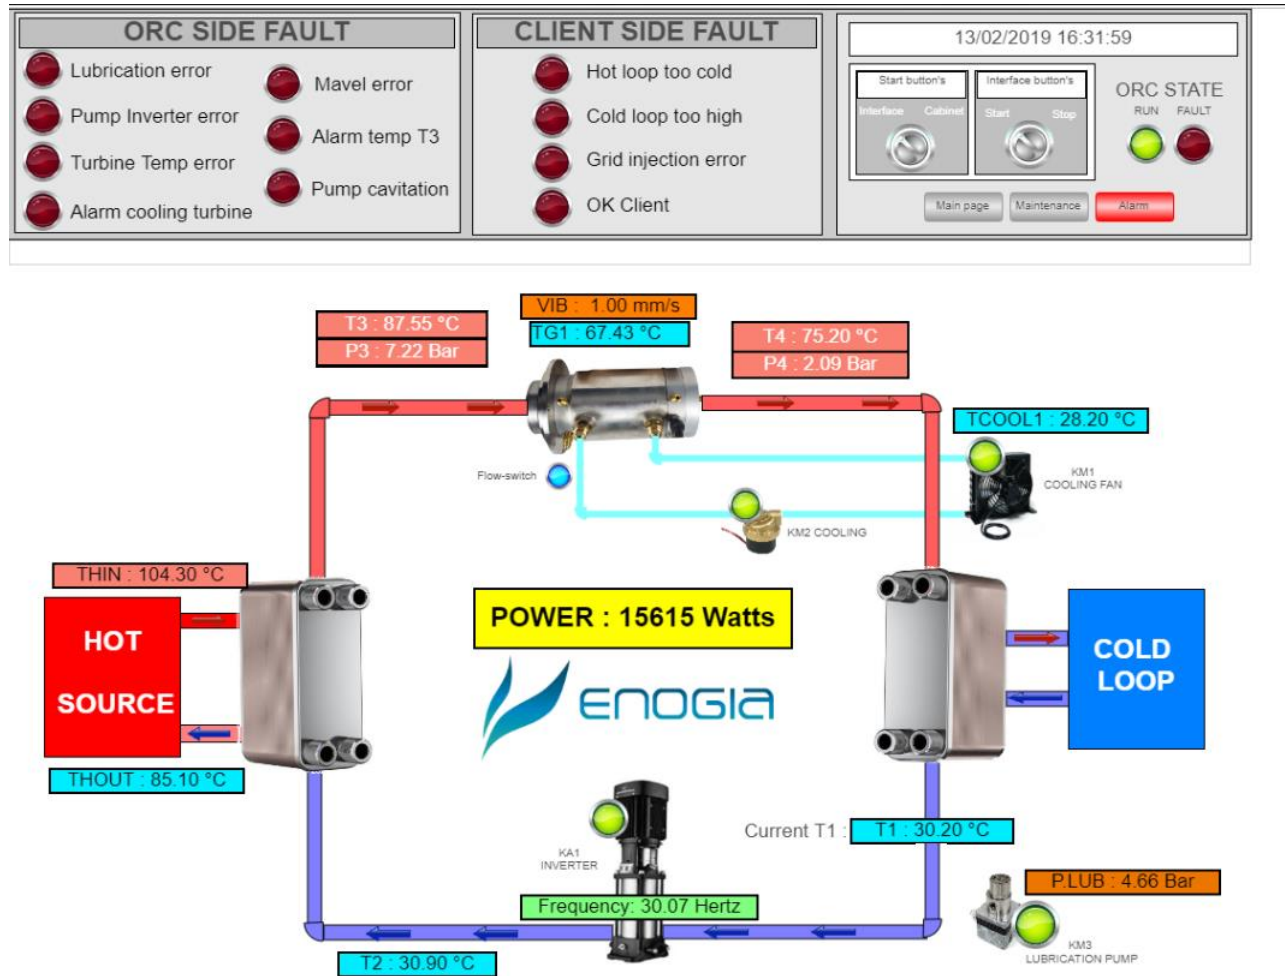 ORC SIDE FAULT
Lubrication error
Mavel error
Pump Inverter error
Alarm temp T3
Turbine Temp error
Pump cavitation
Alarm cooling turbine
CLIENT SIDE FAULT
Hot loop too cold
Cold loop too high
Grid injection error
OK Client
13/02/2019 16:31:59
Start button's
Interface Cabinet
Interface button's
Start Stop
ORC STATE
RUN FAULT
Main page
Maintenance
Alarm
VIB : 1.00 mm/s
TG1 : 67.43 °C
T3 : 87.55 °C
P3 : 7.22 Bar
T4 : 75.20 °C
P4 : 2.09 Bar
TCOOL1 : 28.20 °C
Flow-switch
KM1
COOLING FAN
KM2 COOLING
THIN : 104.30 °C
HOT
SOURCE
THOUT : 85.10 °C
POWER : 15615 Watts
ENOGIA
COLD
LOOP
KA1
INVERTER
Current T1 :
T1 : 30.20 °C
P.LUB : 4.66 Bar
Frequency: 30.07 Hertz
KM3
LUBRICATION PUMP
T2 : 30.90 °C